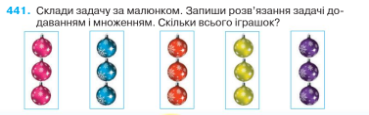 441. Склади задачу за малюнком. Запиши розв'язання задачі до-
даванням і множенням. Скільки всього іграшок?